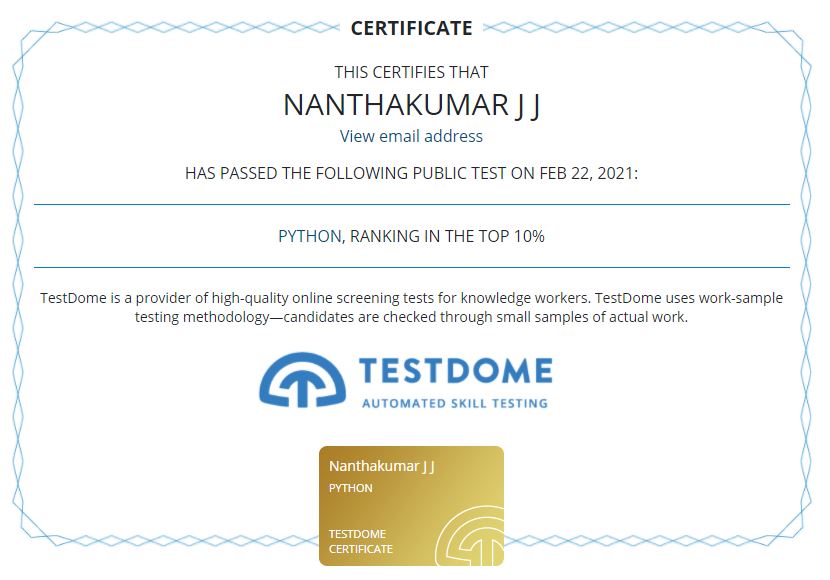 CERTIFICATE
THIS CERTIFIES THAT
NANTHAKUMAR J J
View email address
HAS PASSED THE FOLLOWING PUBLIC TEST ON FEB 22, 2021:
PYTHON, RANKING IN THE TOP 10%
TestDome is a provider of high-quality online screening tests for knowledge workers. TestDome uses work-sample
testing methodology—candidates are checked through small samples of actual work.
TESTDOME
AUTOMATED SKILL TESTING
Nanthakumar J J
PYTHON
TESTDOME
CERTIFICATE